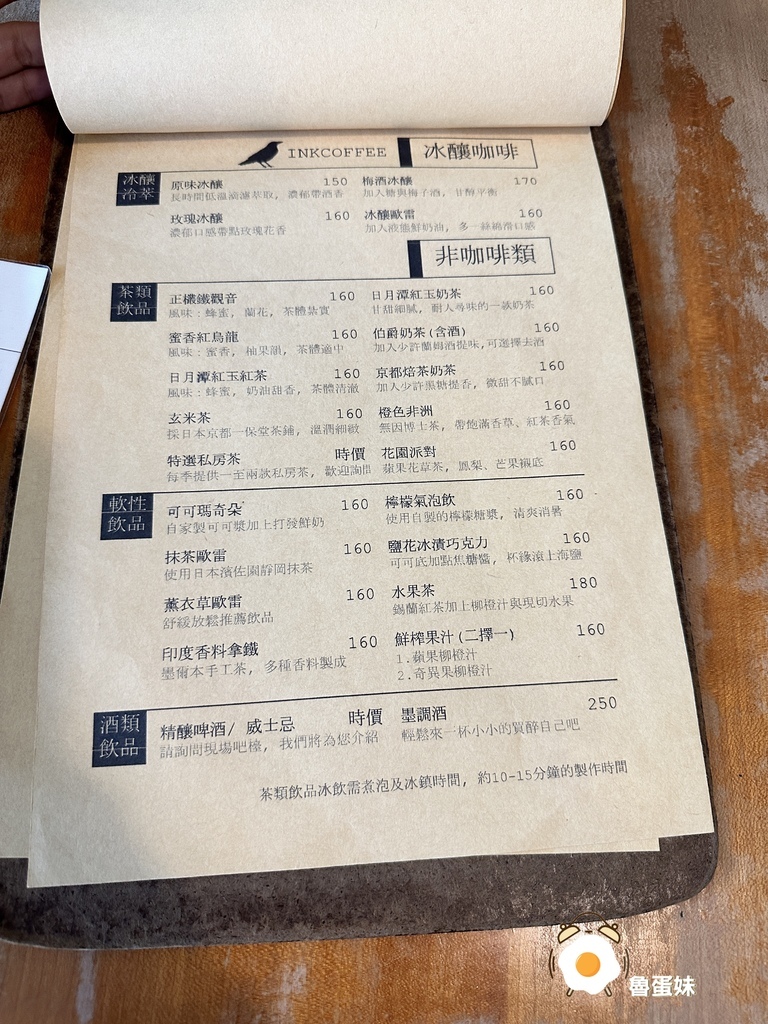 INKCOFFEE 冰釀咖啡
冰釀
冷萃
原味冰釀 150
長時間低溫滴濾萃取, 濃郁帶酒香
梅酒冰釀 170
加入糖與梅子酒, 甘醇平衡
玫瑰冰釀 160
濃郁口感帶點玫瑰花香
冰釀歐雷 160
加入液態鮮奶油, 多一絲綿滑口感
非咖啡類
茶類
飲品
正欉鐵觀音 160
風味：蜂蜜, 蘭花, 茶體紮實
日月潭紅玉奶茶 160
甘甜細膩, 耐人尋味的一款奶茶
蜜香紅烏龍 160
風味：蜜香, 柚果韻, 茶體適中
伯爵奶茶(含酒) 160
加入少許蘭姆酒提味,可選擇去酒
日月潭紅玉紅茶 160
風味：蜂蜜, 奶油甜香, 茶體清澈
京都焙茶奶茶 160
加入少許黑糖提香, 微甜不膩口
玄米茶 160
採日本京都一保堂茶鋪, 溫潤細緻
橙色非洲 160
無因博士茶, 帶飽滿香草、紅茶香氣
特選私房茶 時價
每季提供一至兩款私房茶, 歡迎詢問
花園派對 160
蘋果花草茶, 鳳梨、芒果襯底
軟性
飲品
可可瑪奇朵 160
自家製可可漿加上打發鮮奶
檸檬氣泡飲 160
使用自製的檸檬糖漿, 清爽消暑
抹茶歐雷 160
使用日本濱佐園靜岡抹茶
鹽花冰漬巧克力 160
可可底加點焦糖醬, 杯緣滾上海鹽
薰衣草歐雷 160
舒緩放鬆推薦飲品
水果茶 180
錫蘭紅茶加上柳橙汁與現切水果
印度香料拿鐵 160
墨爾本手工茶, 多種香料製成
鮮榨果汁(二擇一) 160
1.蘋果柳橙汁
2.奇異果柳橙汁
酒類
飲品
精釀啤酒/ 威士忌 時價
請詢問現場吧檯, 我們將為您介紹
墨調酒 250
輕鬆來一杯小小的買醉自己吧
茶類飲品冰飲需煮泡及冰鎮時間, 約10-15分鐘的製作時間
魯蛋妹